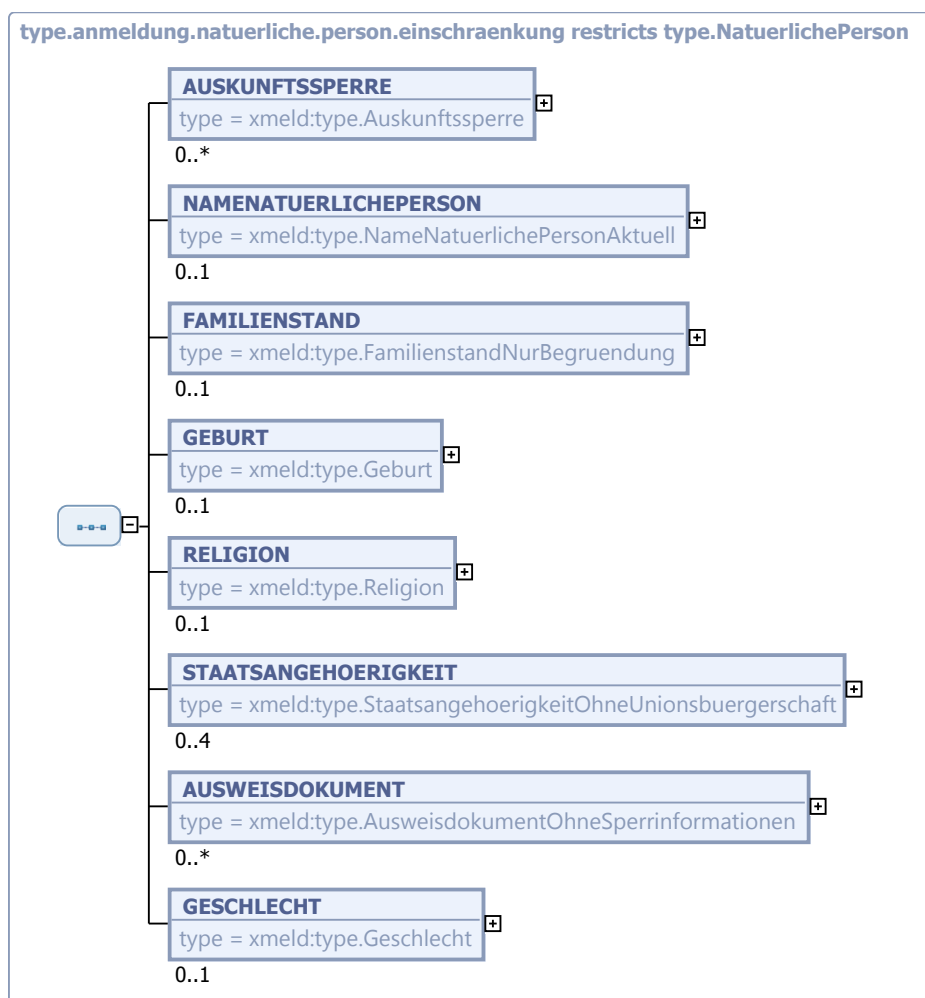 type.anmeldung.natuerliche.person.einschraenkung restricts type.NatuerlichePerson
AUSKUNFTSSPERRE
type = xmeld:type.Auskunftssperre
0..*
NAMENATUERLICHEPERSON
type = xmeld:type.NameNatuerlichePersonAktuell
0..1
FAMILIENSTAND
type = xmeld:type.FamilienstandNurBegruendung
0..1
GEBURT
type = xmeld:type.Geburt
0..1
RELIGION
type = xmeld:type.Religion
0..1
STAATSANGEHOERIGKEIT
type = xmeld:type.StaatsangehoerigkeitOhneUnionsbuergerschaft
0..4
AUSWEISDOKUMENT
type = xmeld:type.AusweisdokumentOhneSperrinformationen
0..*
GESCHLECHT
type = xmeld:type.Geschlecht
0..1